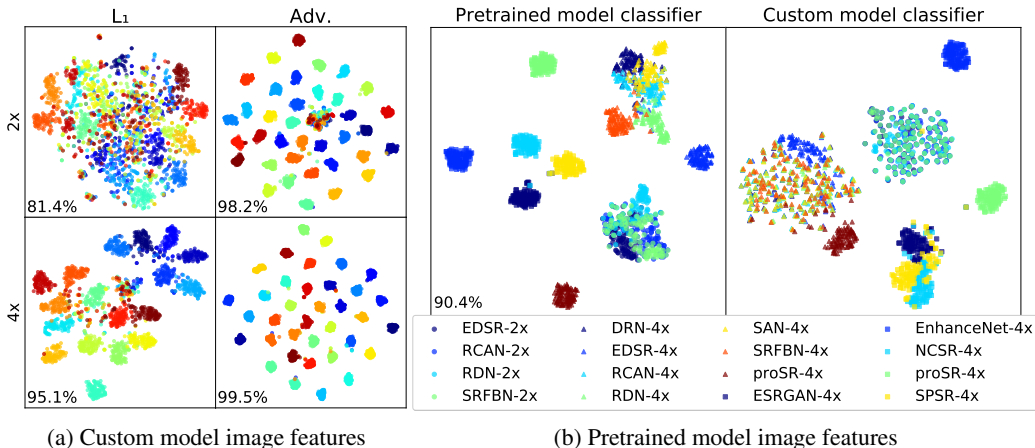 L₁ Adv. Pretrained model classifier Custom model classifier
2x
81.4% 98.2%
4x
95.1% 99.5%
90.4%
EDSR-2x DRN-4x SAN-4x EnhanceNet-4x
RCAN-2x EDSR-4x SRFBN-4x NCSR-4x
RDN-2x RCAN-4x proSR-4x proSR-4x
SRFBN-2x RDN-4x ESRGAN-4x SPSR-4x
(a) Custom model image features (b) Pretrained model image features